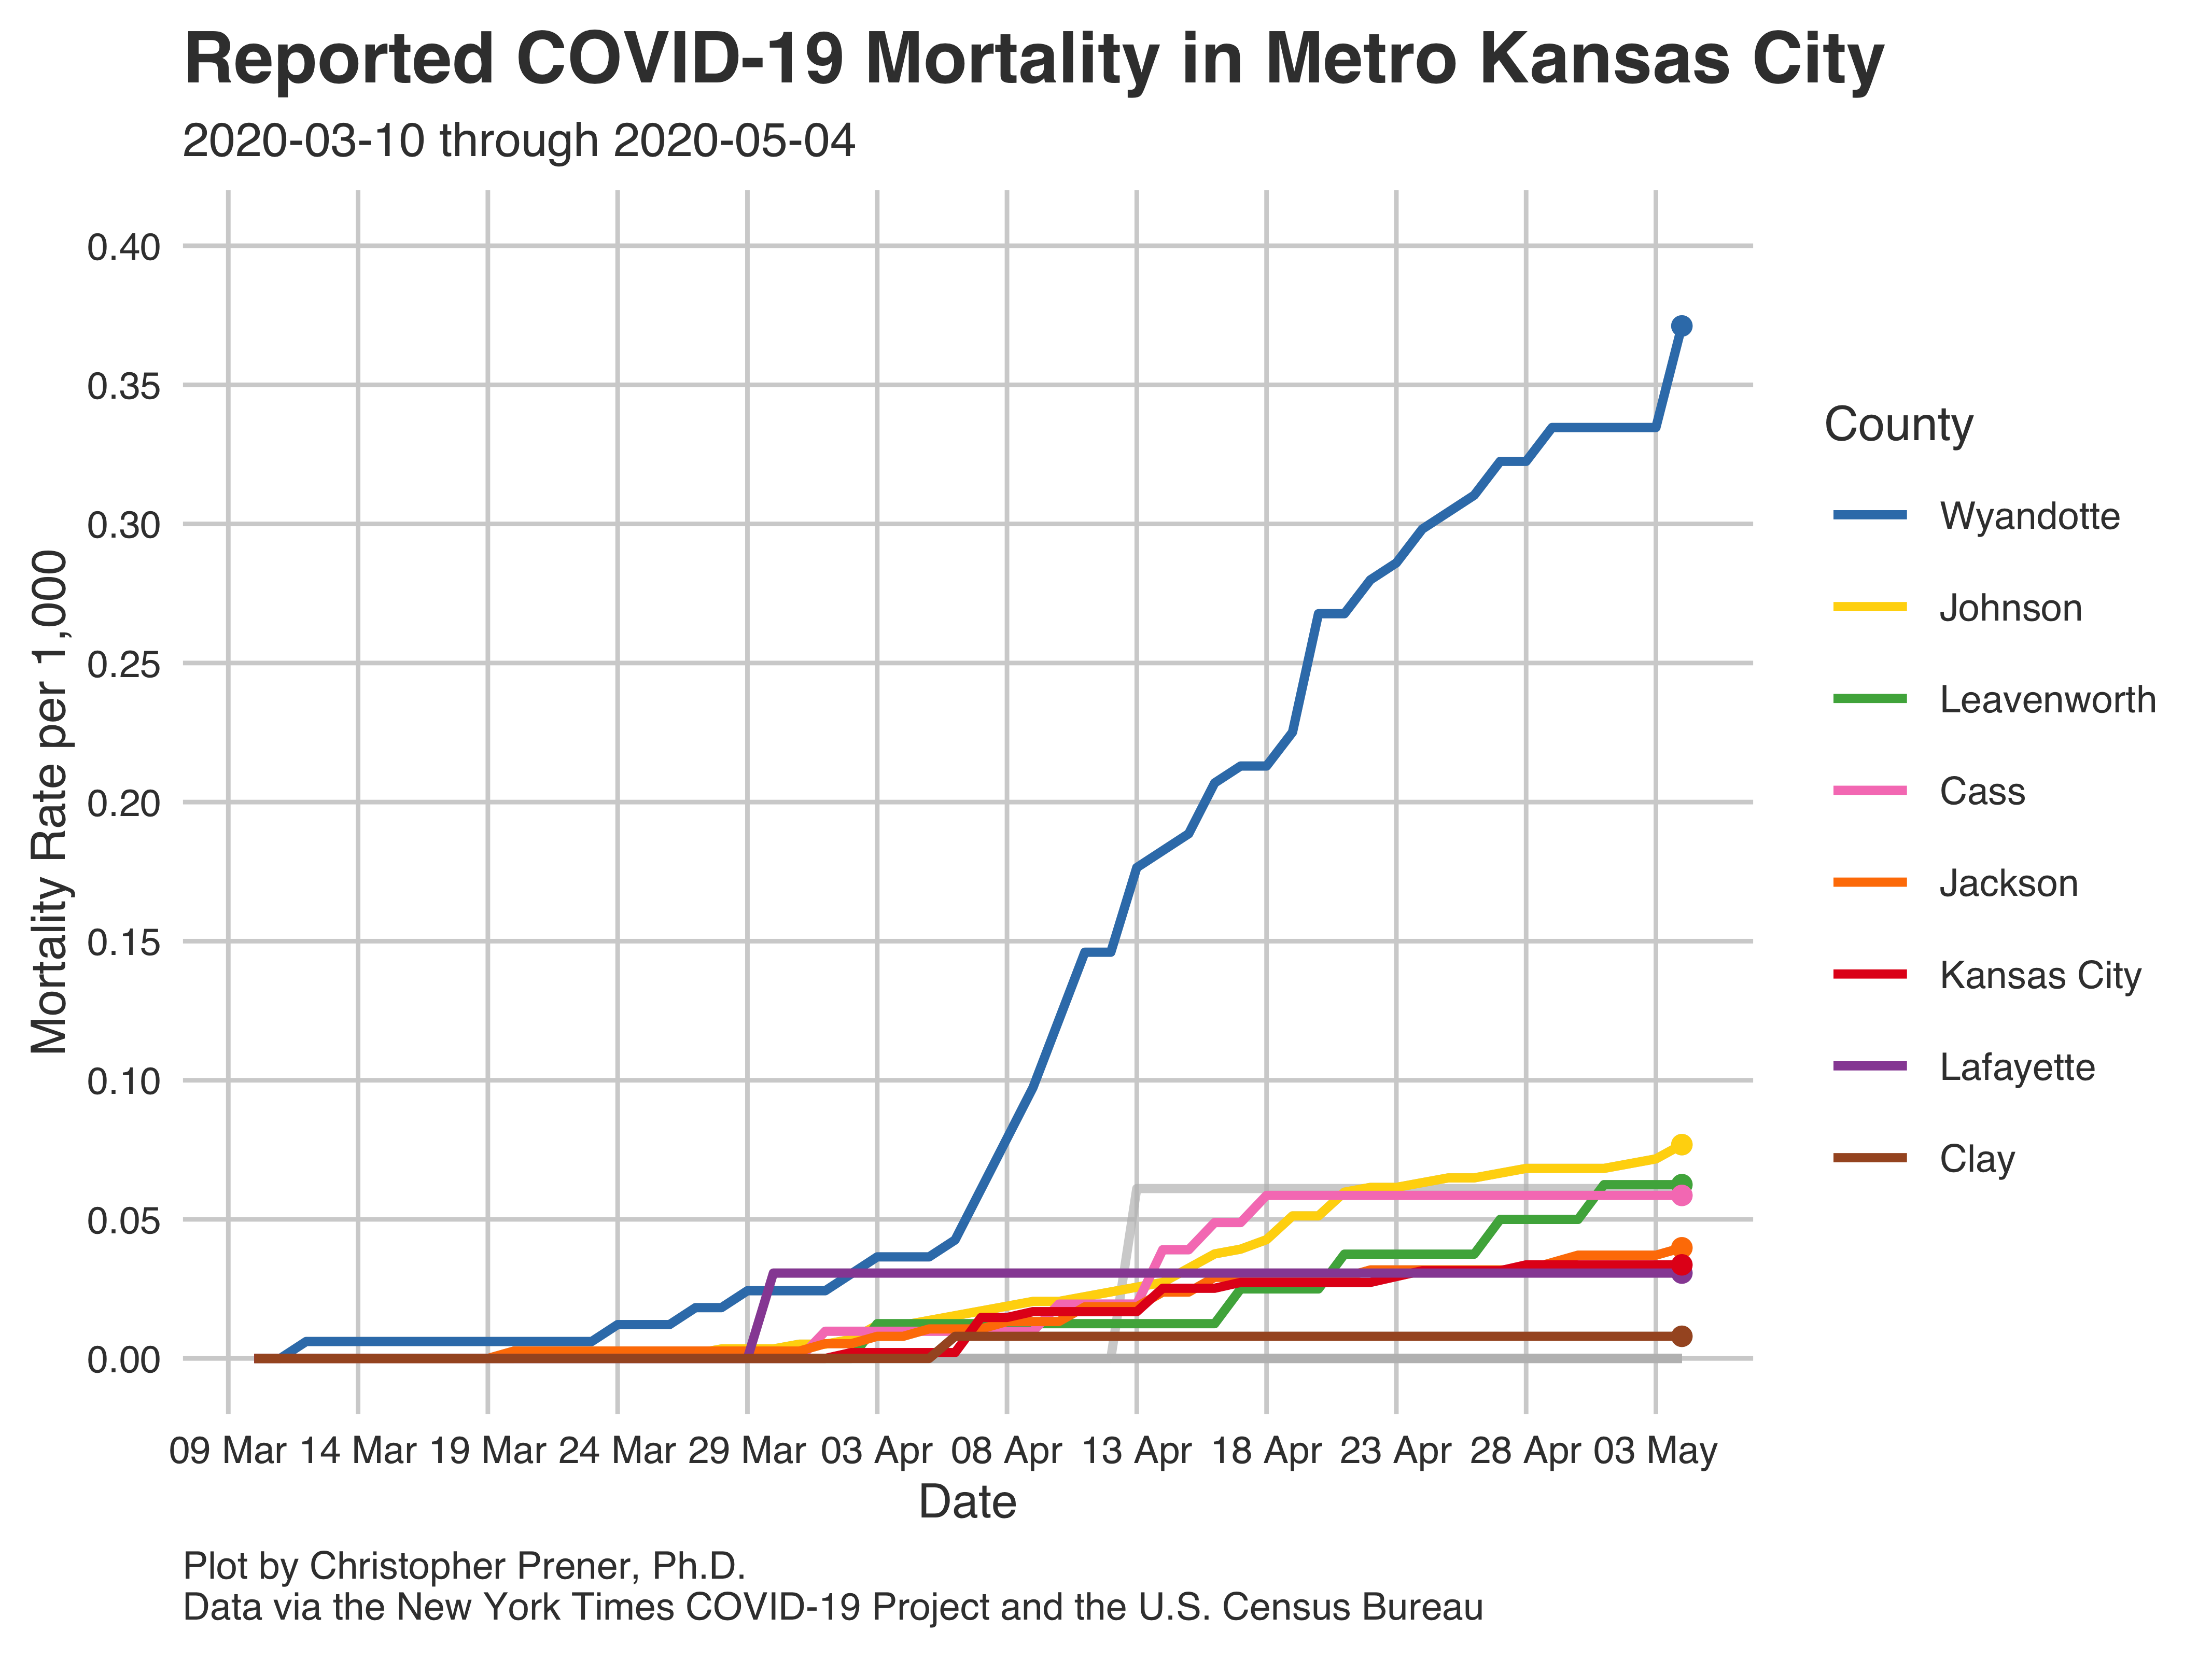 Reported COVID-19 Mortality in Metro Kansas City
2020-03-10 through 2020-05-04
Mortality Rate per 1,000
0.40
0.35
0.30
0.25
0.20
0.15
0.10
0.05
0.00
09 Mar 14 Mar 19 Mar 24 Mar 29 Mar 03 Apr 08 Apr 13 Apr 18 Apr 23 Apr 28 Apr 03 May
Date
County
Wyandotte
Johnson
Leavenworth
Cass
Jackson
Kansas City
Lafayette
Clay
Plot by Christopher Prener, Ph.D.
Data via the New York Times COVID-19 Project and the U.S. Census Bureau